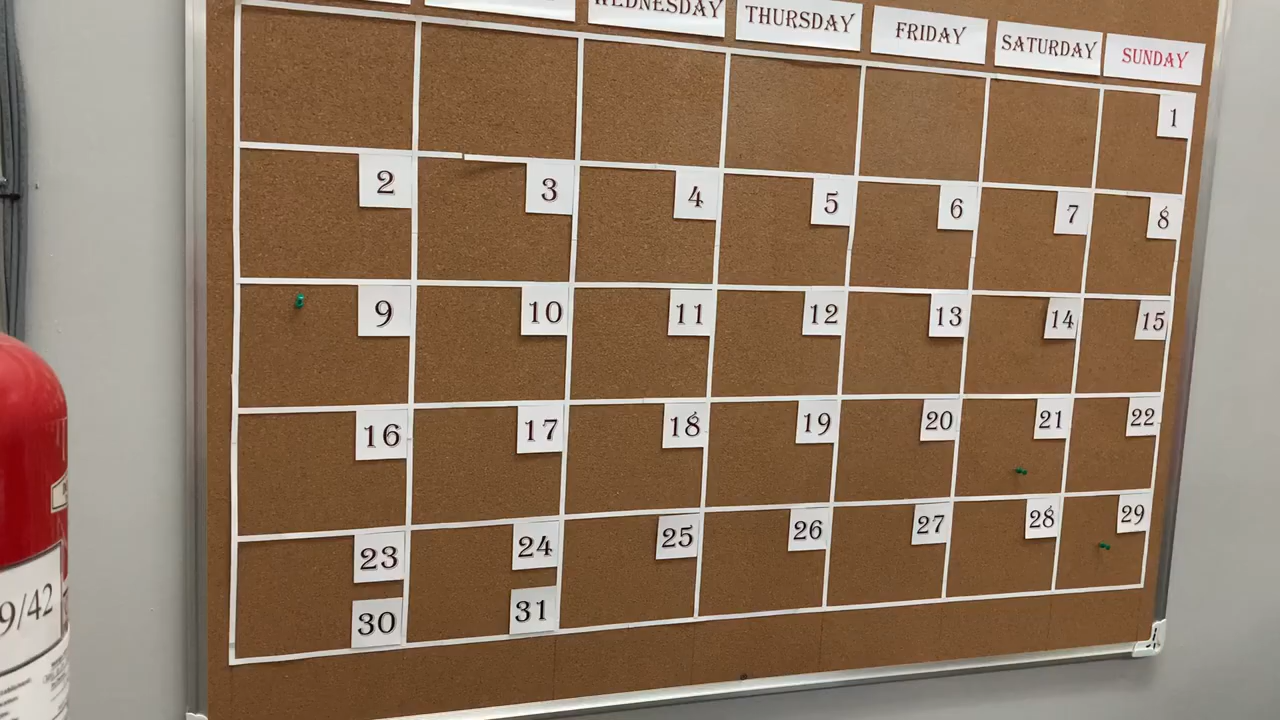 WEDNESDAY THURSDAY FRIDAY SATURDAY SUNDAY
1
2 3 4 5 6 7 8
9 10 11 12 13 14 15
16 17 18 19 20 21 22
23 24 25 26 27 28 29
30 31
9/42